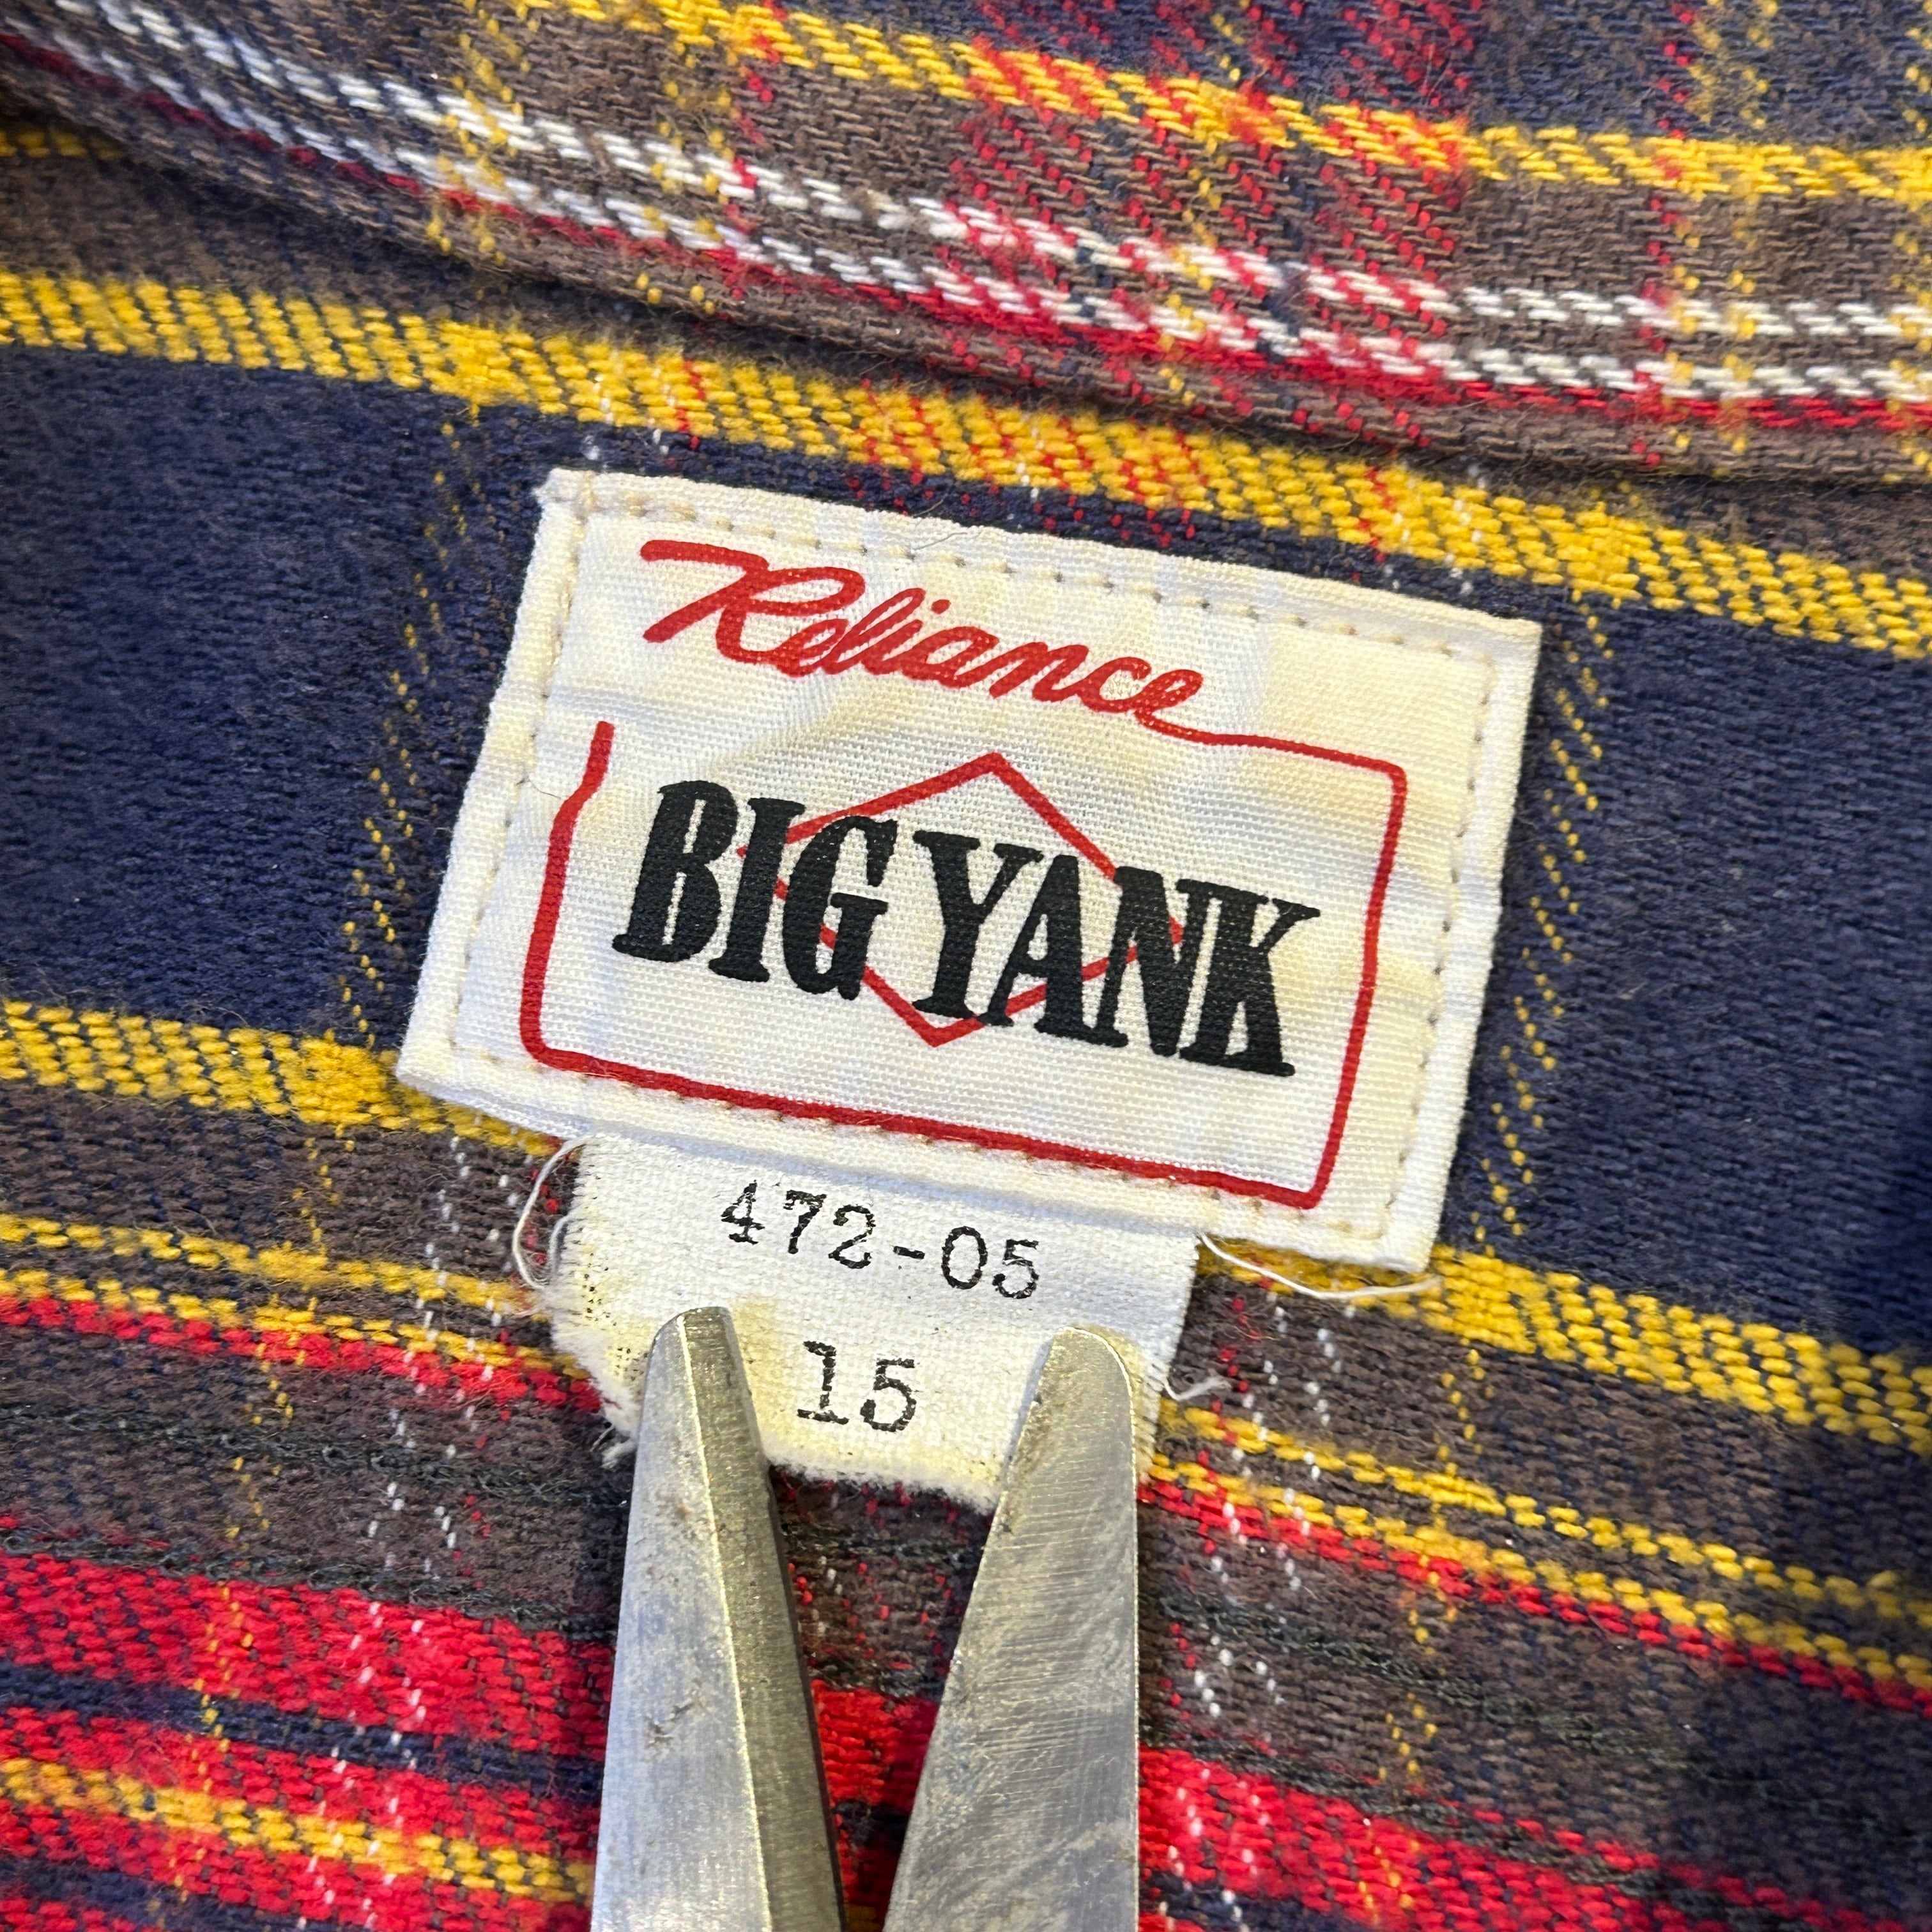 Reliance
BIG YANK
472-05
15